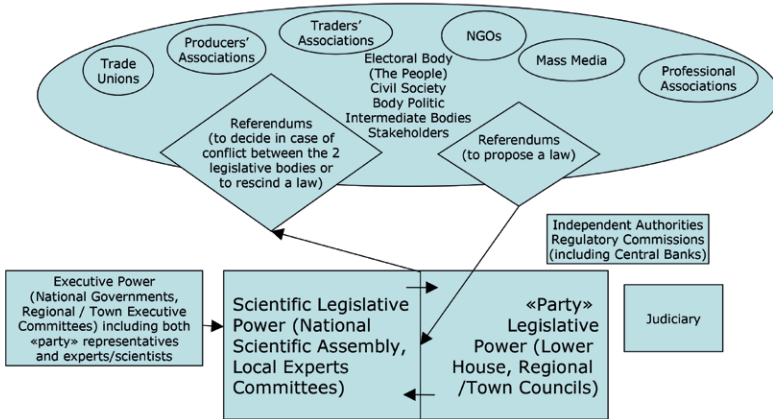 Trade
Unions
Producers'
Associations
Traders'
Associations
NGOs
Mass Media
Professional
Associations
Electoral Body
(The People)
Civil Society
Body Politic
Intermediate Bodies
Stakeholders
Referendums
(to decide in case of
conflict between the 2
legislative bodies or
to rescind a law)
Referendums
(to propose a law)
Independent Authorities
Regulatory Commissions
(including Central Banks)
Executive Power
(National Governments,
Regional / Town Executive
Committees) including both
«party» representatives
and experts/scientists
Scientific Legislative
Power (National
Scientific Assembly,
Local Experts
Committees)
«Party»
Legislative
Power (Lower
House, Regional
/Town Councils)
Judiciary